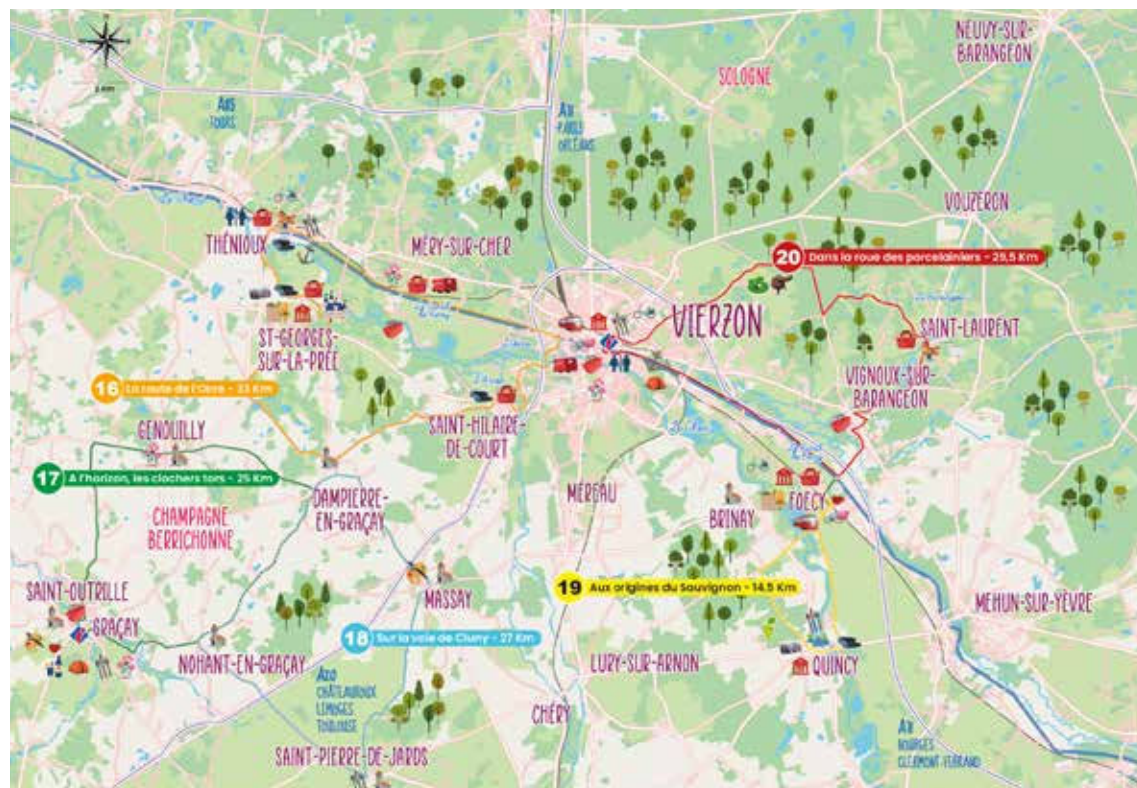 NEUVY-SUR-
BARANGEON
SOLOGNE
A85
TOURS
PARIS
ORLÉANS
VOUZERON
THÉNIOUX
MÉRY-SUR-CHER
20 Dans la roue des porcelainiers - 29,5 Km
VIERZON
SAINT-LAURENT
ST-GEORGES-
SUR-LA-PRÉE
VIGNOUX-SUR-
BARANGEON
16 La route de l'Ocre - 33 Km
SAINT-HILAIRE-
DE-COURT
GENOUILLY
17 A l'horizon, les clochers tors - 25 Km
DAMPIERRE-
EN-GRAÇAY
MÉREAU
FOËCY
BRINAY
CHAMPAGNE
BERRICHONNE
SAINT-OUTRILLE
MASSAY
19 Aux origines du Sauvignon - 14,5 Km
MEHUN-SUR-YÈVRE
GRAÇAY
18 Sur la voie de Cluny - 27 Km
NOHANT-EN-GRAÇAY
LURY-SUR-ARNON
QUINCY
A20
CHÂTEAUROUX
LIMOGES
TOULOUSE
CHÉRY
BOURGES
CLERMONT-FERRAND
SAINT-PIERRE-DE-JARDS